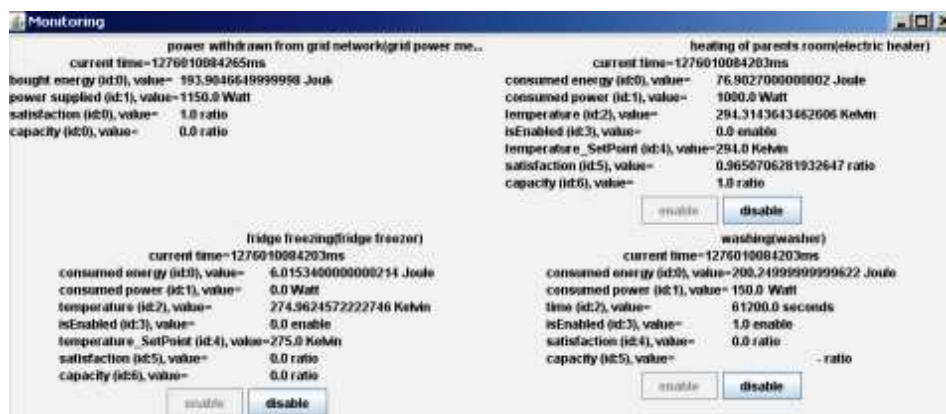 Monitoring
power withdrawn from grid network(grid power me...
current time=1276010084265ms
bought energy (id:0), value= 193.9046649999998 Joule
power supplied (id:1), value=1150.0 Watt
satisfaction (id:0), value= 1.0 ratio
capacity (id:0), value= 0.0 ratio
heating of parents room(electric heater)
current time=1276010084203ms
consumed energy (id:0), value= 76.9027000000002 Joule
consumed power (id:1), value= 1000.0 Watt
temperature (id:2), value= 294.3143643462606 Kelvin
isEnabled (id:3), value= 0.0 enable
temperature_SetPoint (id:4), value=294.0 Kelvin
satisfaction (id:5), value= 0.9650706281932647 ratio
capacity (id:6), value= 1.0 ratio
enable disable
fridge freezing(fridge freezer)
current time=1276010084203ms
consumed energy (id:0), value= 6.0153400000000214 Joule
consumed power (id:1), value= 0.0 Watt
temperature (id:2), value= 274.9624572222746 Kelvin
isEnabled (id:3), value= 0.0 enable
temperature_SetPoint (id:4), value=275.0 Kelvin
satisfaction (id:5), value= 0.0 ratio
capacity (id:6), value= 0.0 ratio
enable disable
washing(washer)
current time=1276010084203ms
consumed energy (id:0), value=200.24999999999622 Joule
consumed power (id:1), value= 150.0 Watt
time (id:2), value= 61200.0 seconds
isEnabled (id:3), value= 1.0 enable
satisfaction (id:4), value= 0.0 ratio
capacity (id:5), value= - ratio
enable disable